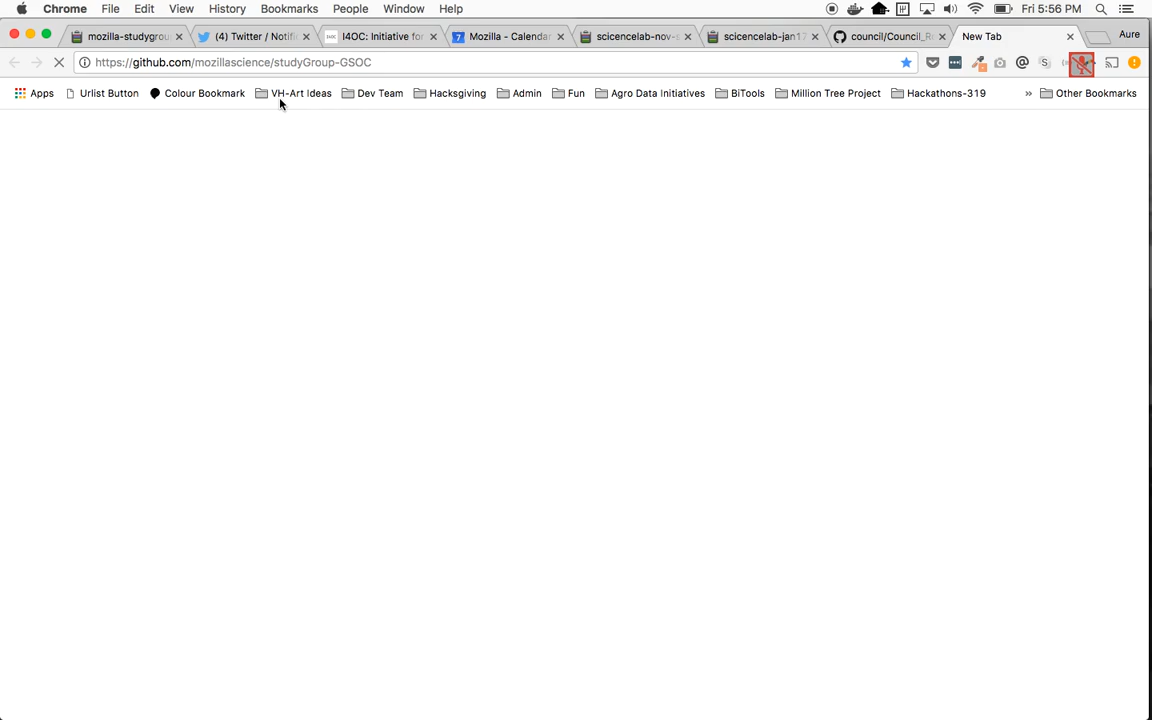 Chrome File Edit View History Bookmarks People Window Help Fri 5:56 PM
mozilla-studygrou (4) Twitter / Notific I4OC: Initiative for Mozilla - Calendar scicencelab-nov-s scicencelab-jan17 council/Council_R New Tab Aure
https://github.com/mozillascience/studyGroup-GSOC
Apps Urlist Button Colour Bookmark VH-Art Ideas Dev Team Hacksgiving Admin Fun Agro Data Initiatives BiTools Million Tree Project Hackathons-319 » Other Bookmarks